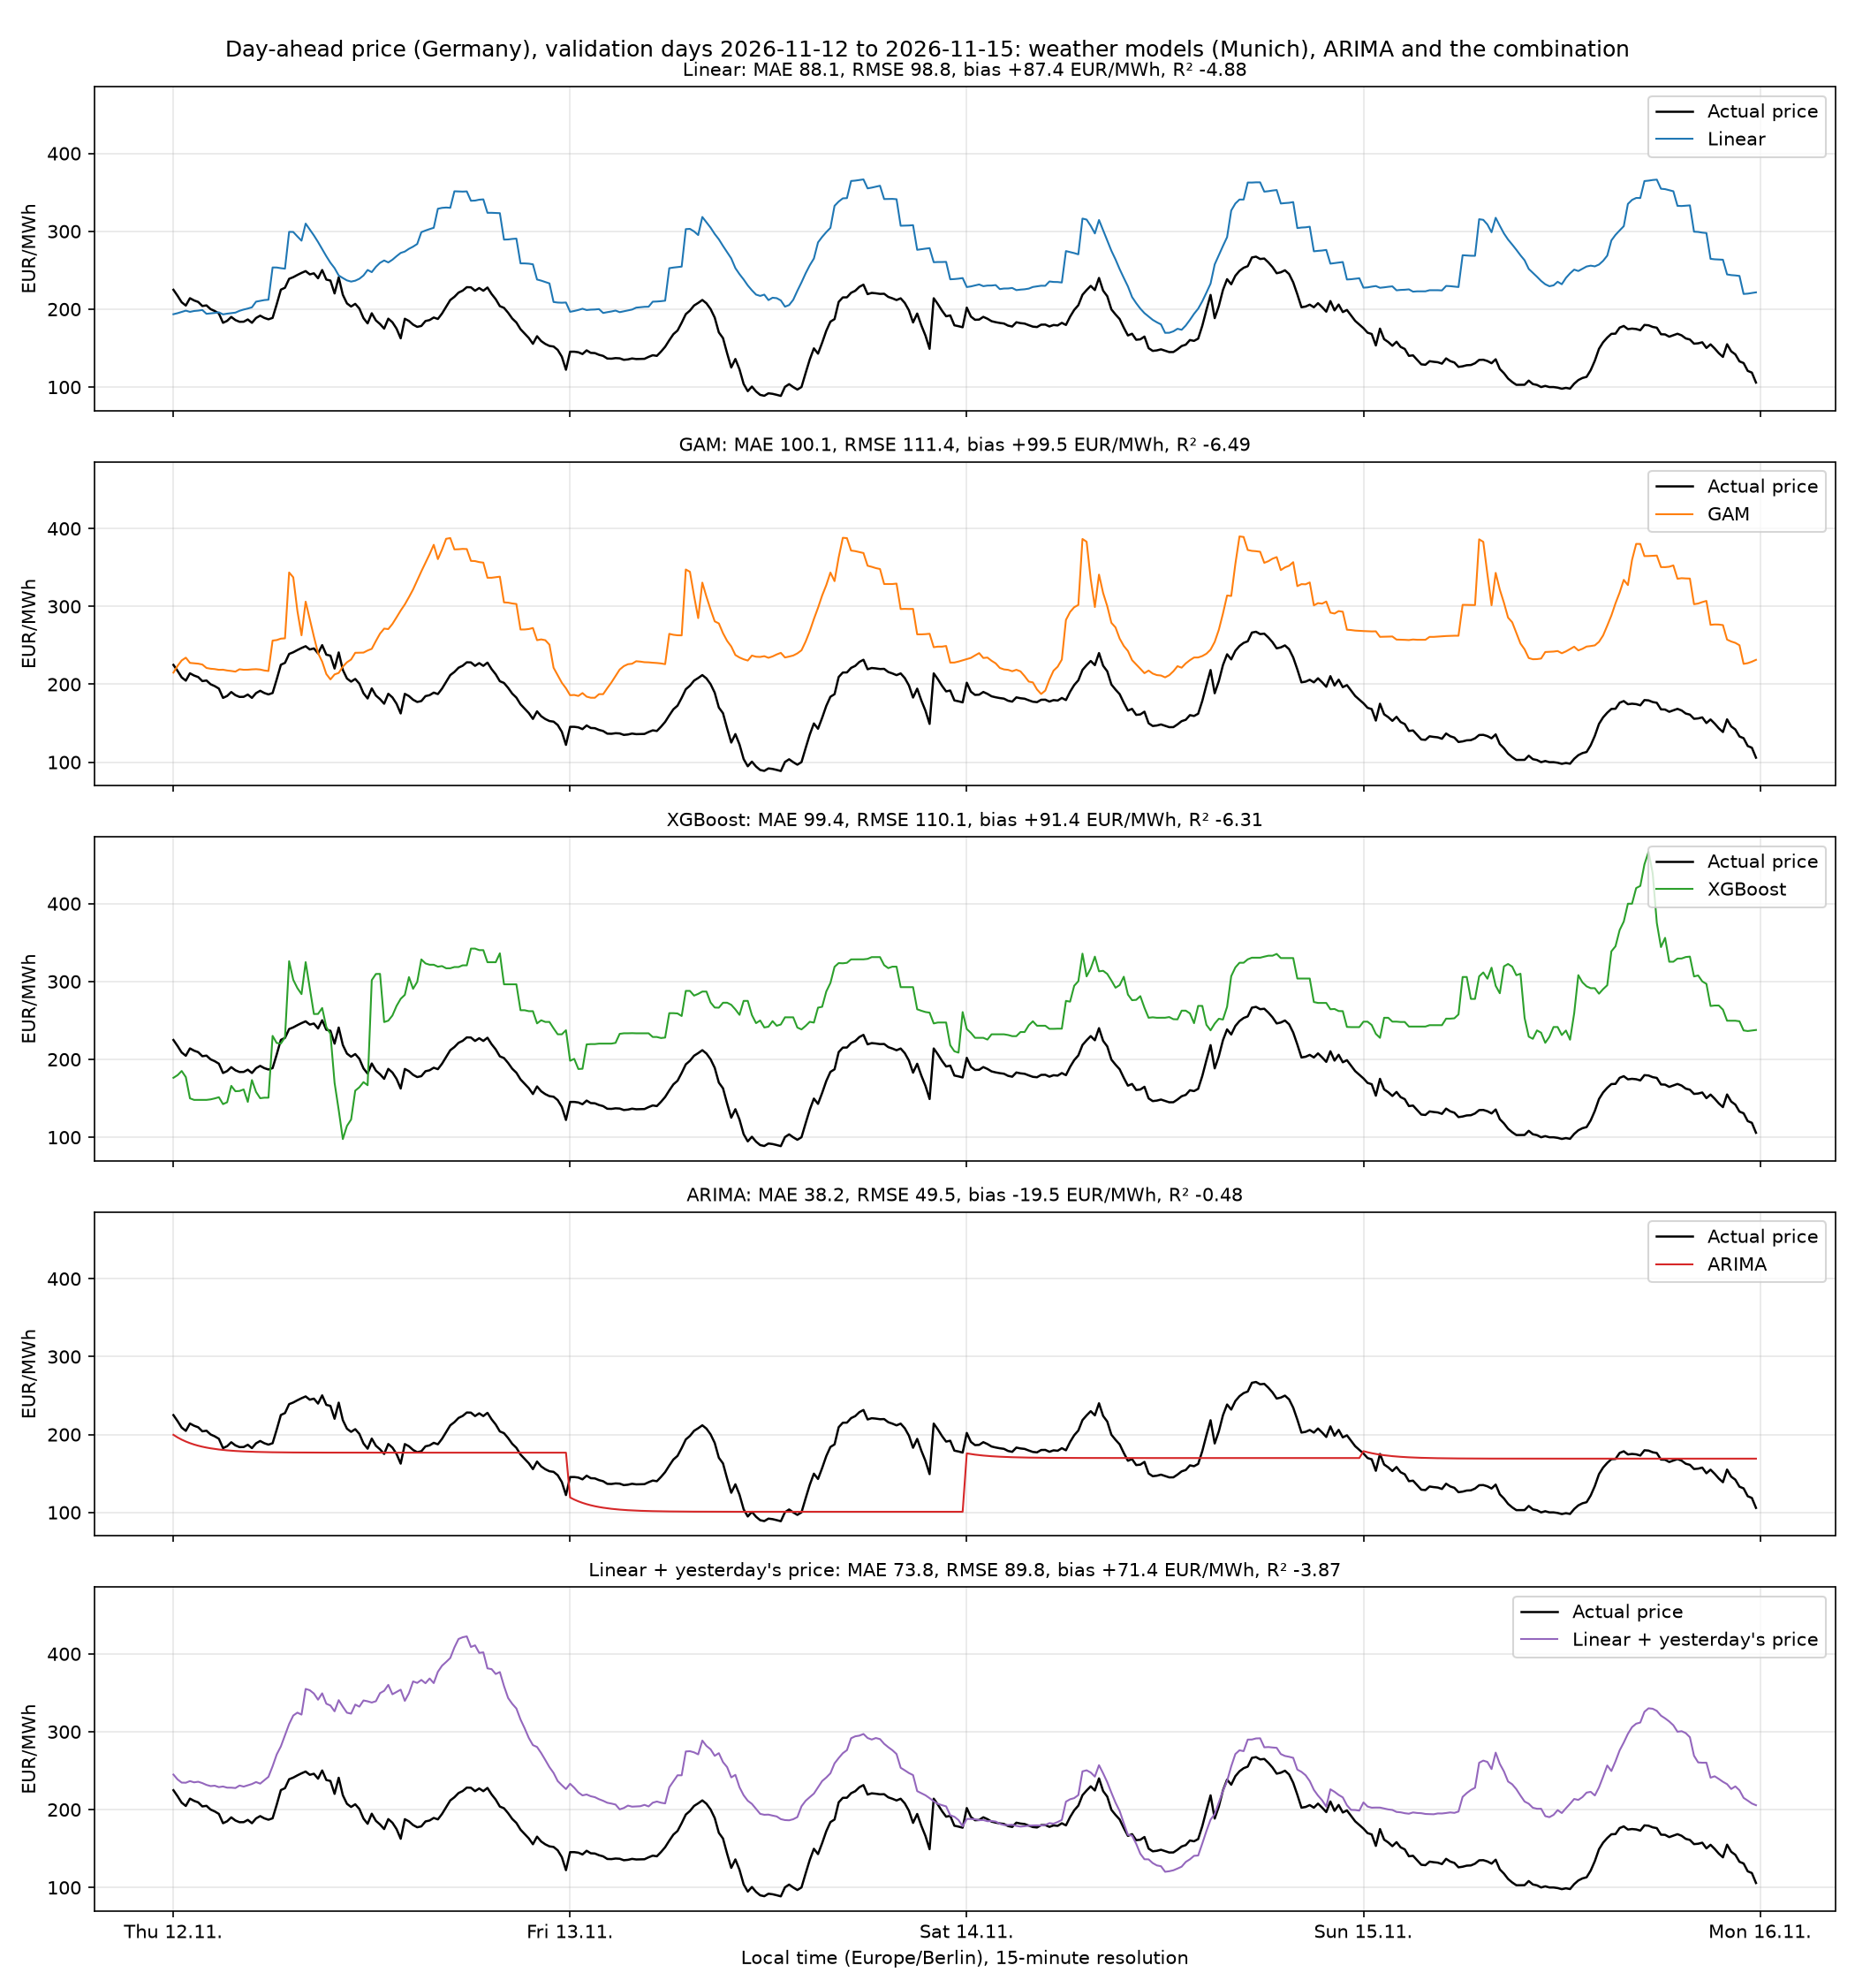 Day-ahead price (Germany), validation days 2026-11-12 to 2026-11-15: weather models (Munich), ARIMA and the combination
Linear: MAE 88.1, RMSE 98.8, bias +87.4 EUR/MWh, R² -4.88
Actual price
Linear
EUR/MWh
400
300
200
100
GAM: MAE 100.1, RMSE 111.4, bias +99.5 EUR/MWh, R² -6.49
Actual price
GAM
EUR/MWh
400
300
200
100
XGBoost: MAE 99.4, RMSE 110.1, bias +91.4 EUR/MWh, R² -6.31
Actual price
XGBoost
EUR/MWh
400
300
200
100
ARIMA: MAE 38.2, RMSE 49.5, bias -19.5 EUR/MWh, R² -0.48
Actual price
ARIMA
EUR/MWh
400
300
200
100
Linear + yesterday's price: MAE 73.8, RMSE 89.8, bias +71.4 EUR/MWh, R² -3.87
Actual price
Linear + yesterday's price
EUR/MWh
400
300
200
100
Thu 12.11.
Fri 13.11.
Sat 14.11.
Sun 15.11.
Mon 16.11.
Local time (Europe/Berlin), 15-minute resolution